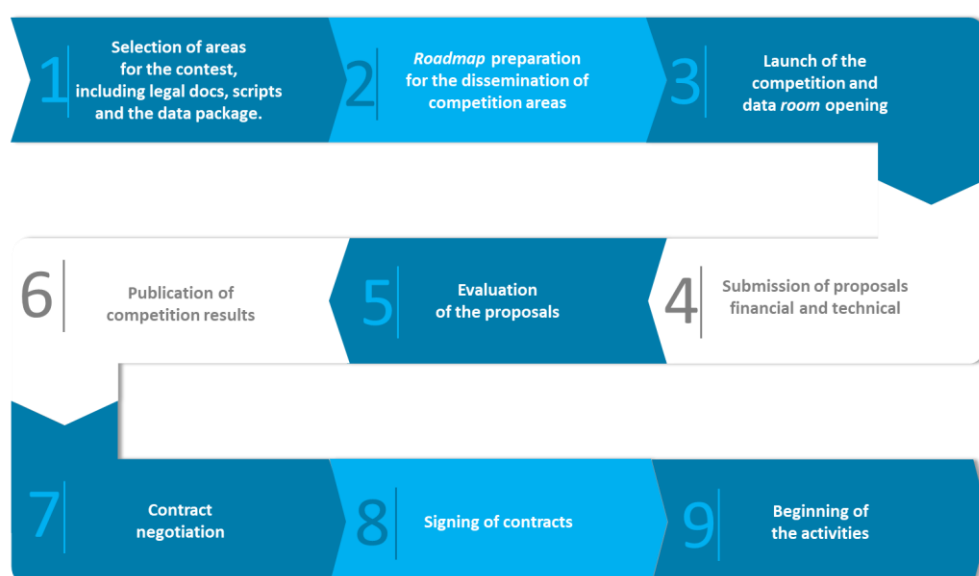 1
Selection of areas
for the contest,
including legal docs, scripts
and the data package.
2
Roadmap preparation
for the dissemination of
competition areas
3
Launch of the
competition and
data room opening
4
Submission of proposals
financial and technical
5
Evaluation
of the proposals
6
Publication of
competition results
7
Contract
negotiation
8
Signing of contracts
9
Beginning of
the activities